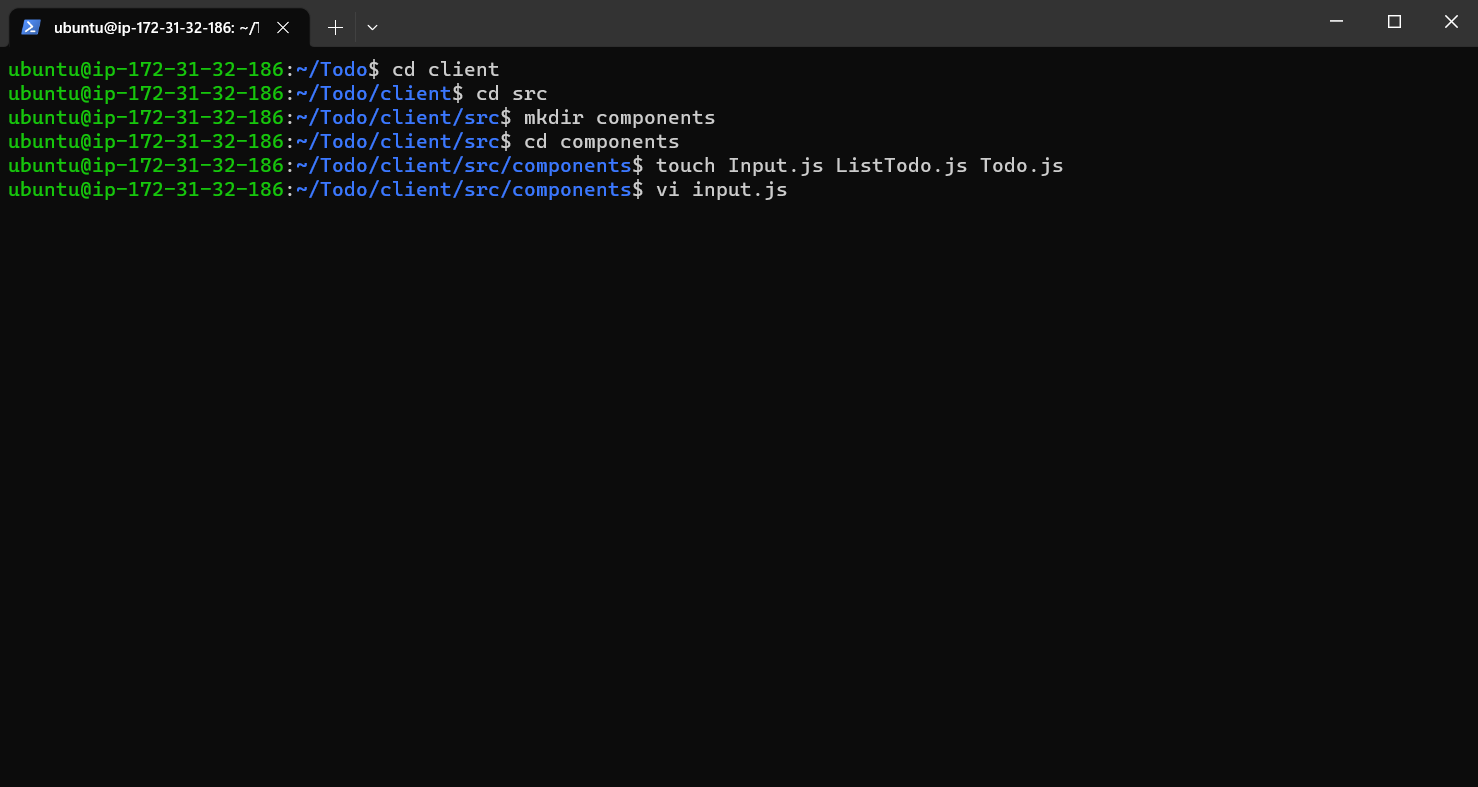 ubuntu@ip-172-31-32-186: ~/T
ubuntu@ip-172-31-32-186:~/Todo$ cd client
ubuntu@ip-172-31-32-186:~/Todo/client$ cd src
ubuntu@ip-172-31-32-186:~/Todo/client/src$ mkdir components
ubuntu@ip-172-31-32-186:~/Todo/client/src$ cd components
ubuntu@ip-172-31-32-186:~/Todo/client/src/components$ touch Input.js ListTodo.js Todo.js
ubuntu@ip-172-31-32-186:~/Todo/client/src/components$ vi input.js